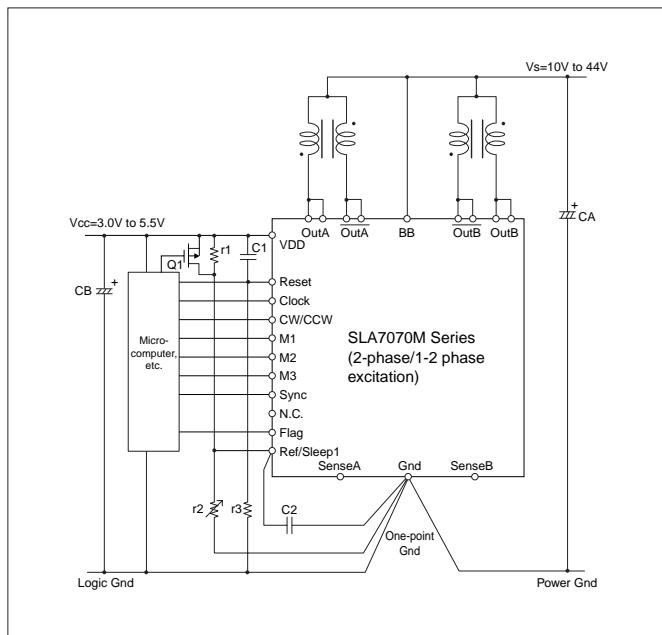 Vs=10V to 44V
Vcc=3.0V to 5.5V
OutA
OutA
BB
OutB
OutB
CA
VDD
r1
C1
Q1
CB
Reset
Clock
CW/CCW
M1
M2
M3
Sync
N.C.
Flag
Ref/Sleep1
Micro-
computer,
etc.
SLA7070M Series
(2-phase/1-2 phase
excitation)
SenseA
Gnd
SenseB
r2
r3
C2
One-point
Gnd
Logic Gnd
Power Gnd